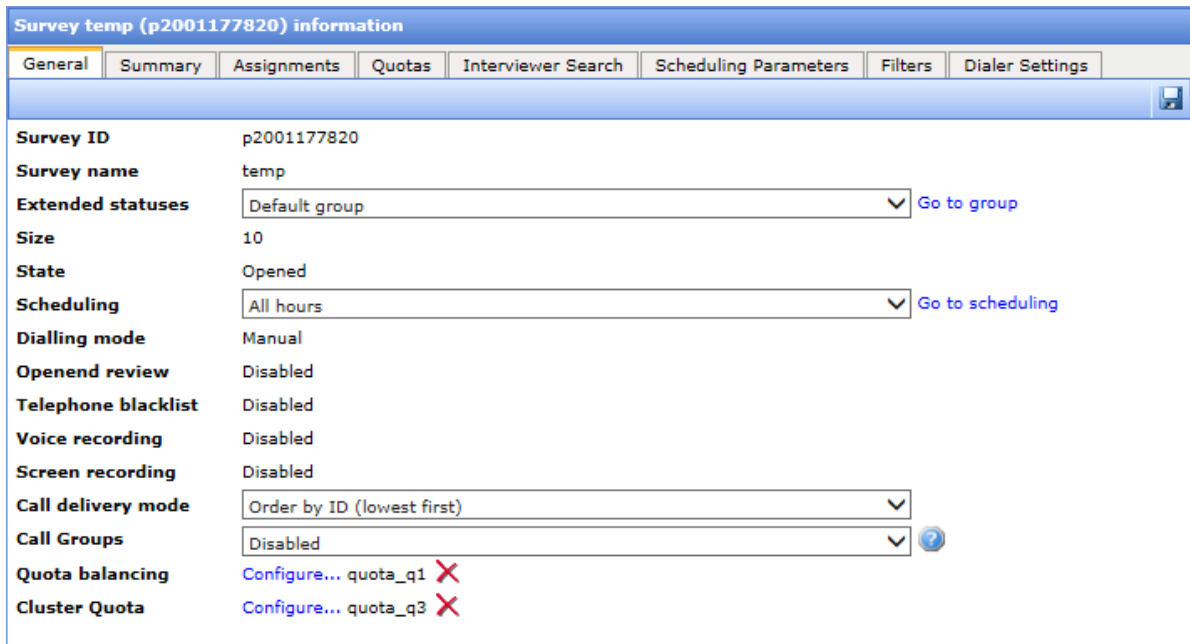 Survey temp (p2001177820) information
General Summary Assignments Quotas Interviewer Search Scheduling Parameters Filters Dialer Settings
Survey ID p2001177820
Survey name temp
Extended statuses Default group Go to group
Size 10
State Opened
Scheduling All hours Go to scheduling
Dialling mode Manual
Openend review Disabled
Telephone blacklist Disabled
Voice recording Disabled
Screen recording Disabled
Call delivery mode Order by ID (lowest first)
Call Groups Disabled ?
Quota balancing Configure... quota_q1
Cluster Quota Configure... quota_q3